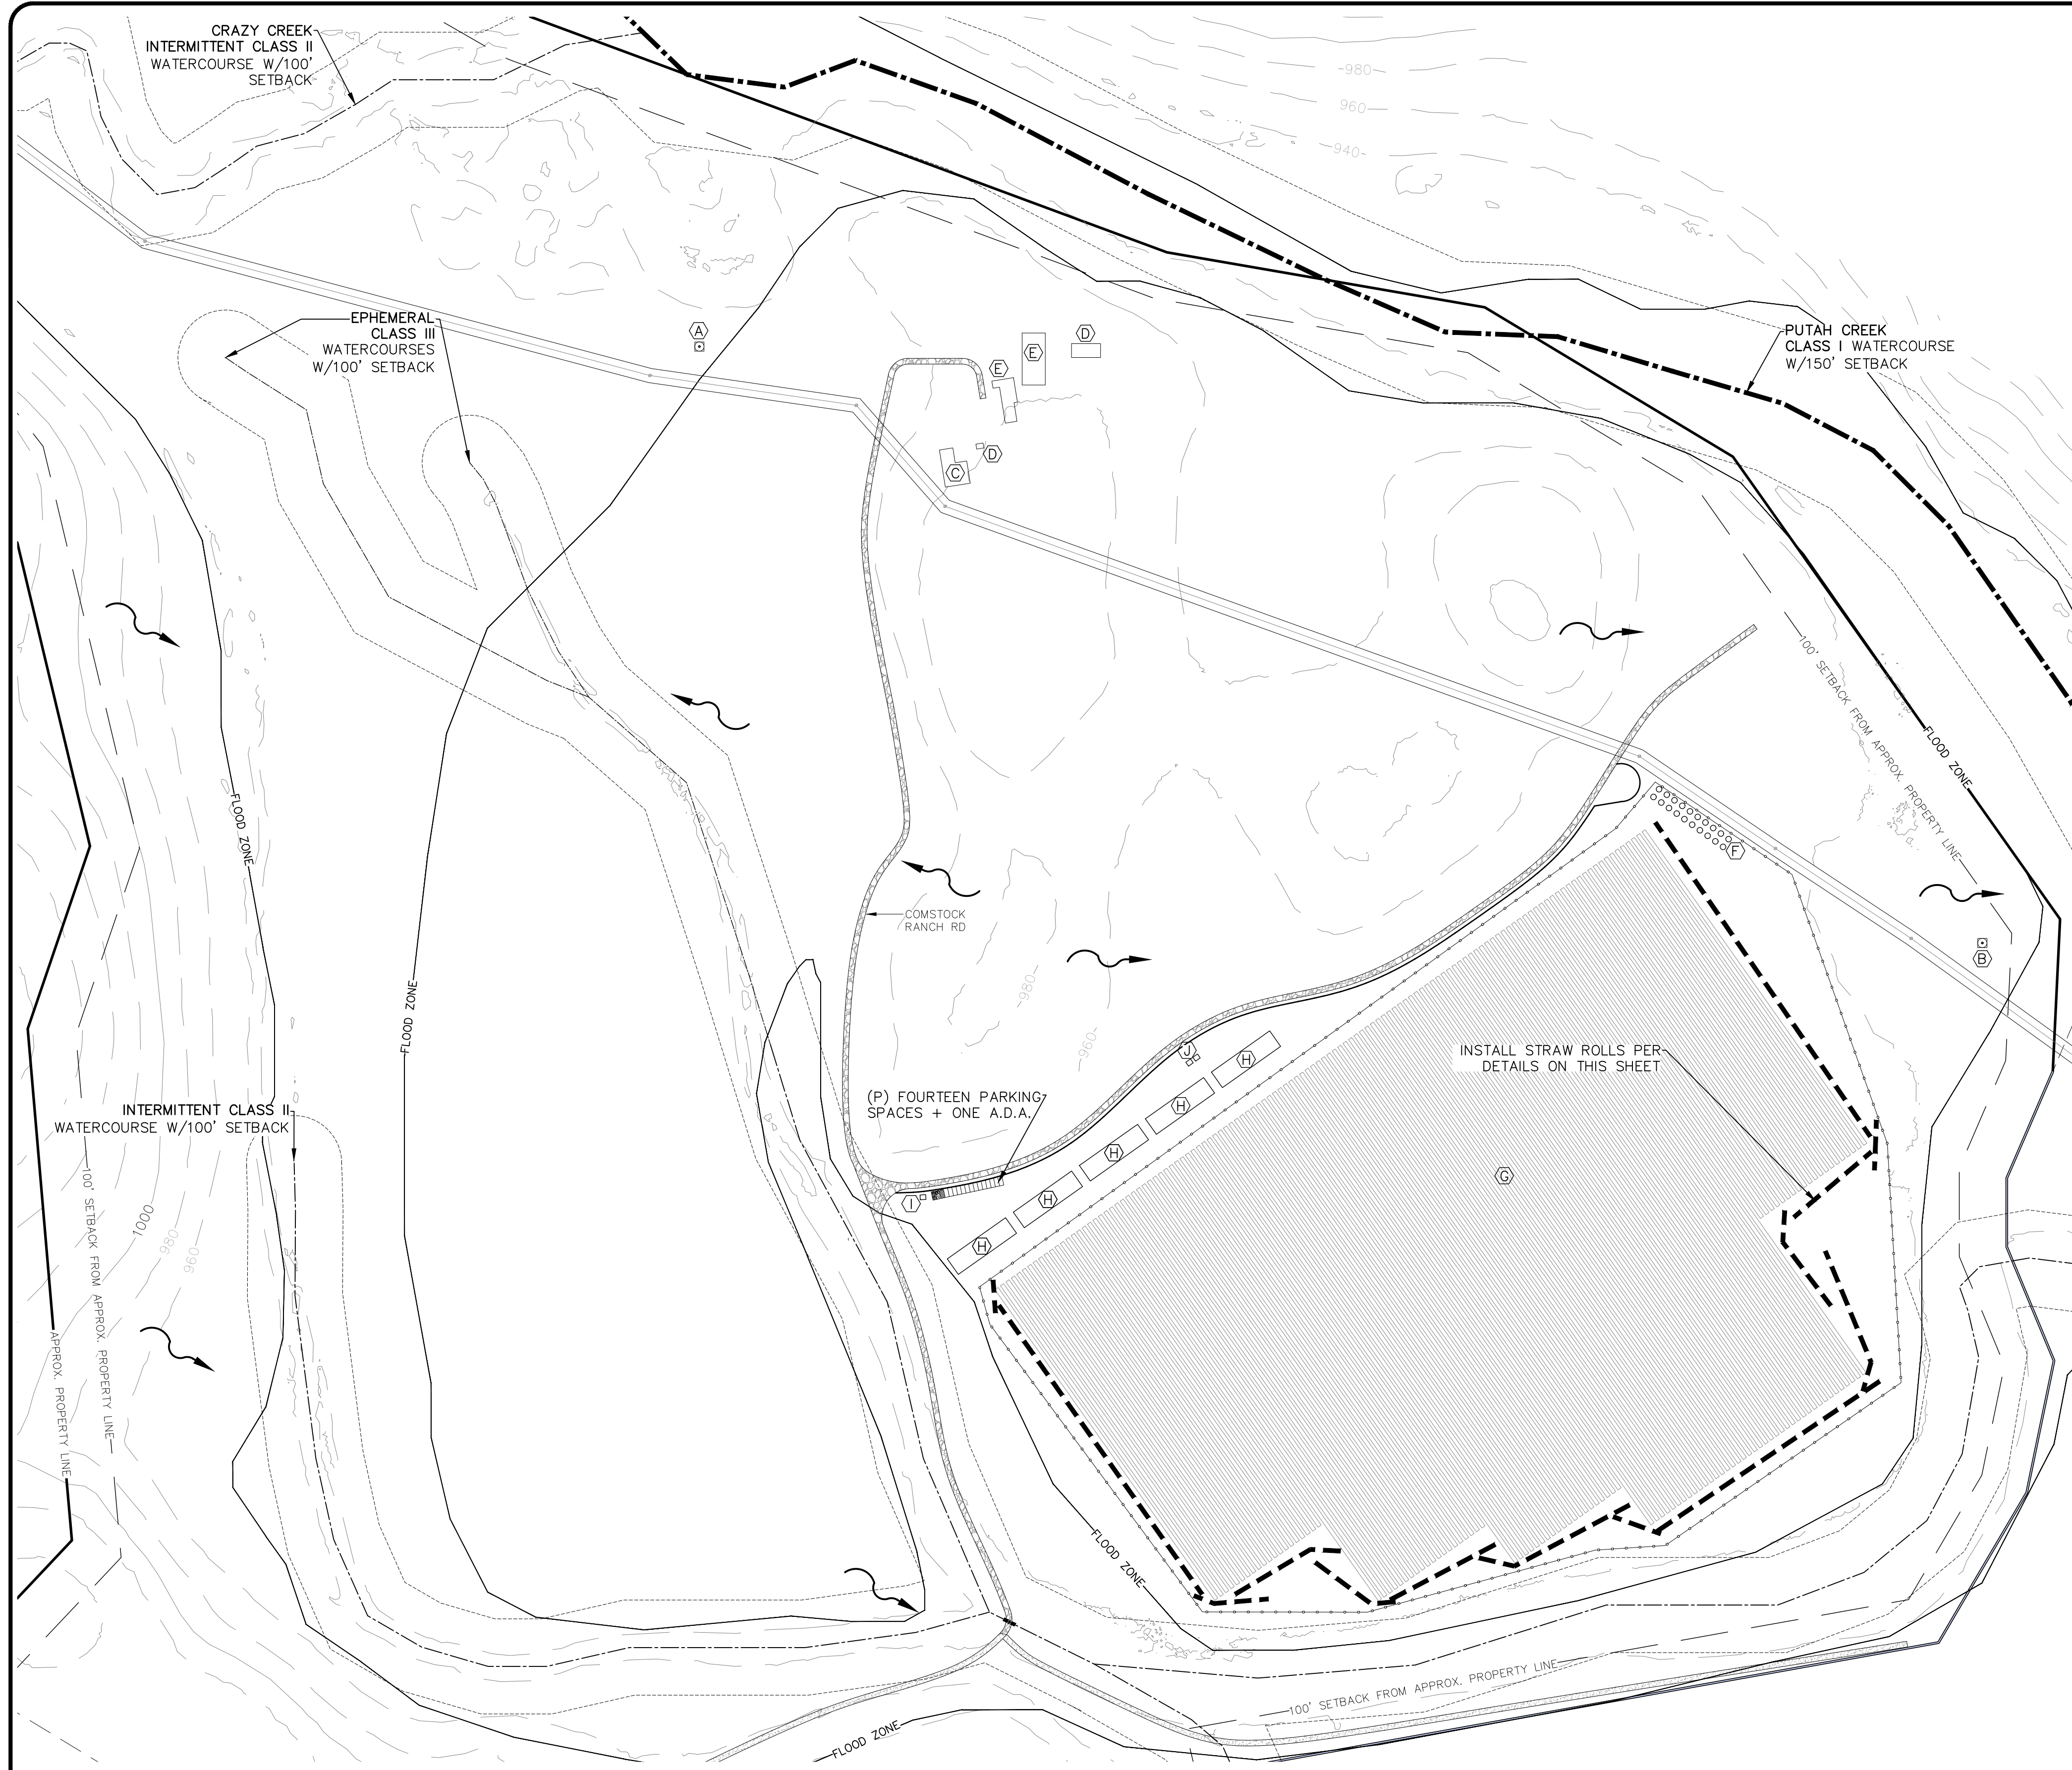 CRAZY CREEK
INTERMITTENT CLASS II
WATERCOURSE W/100'
SETBACK
980
960
940
EPHEMERAL
CLASS III
WATERCOURSES
W/100' SETBACK
A
E
D
E
D
C
PUTAH CREEK
CLASS I WATERCOURSE
W/150' SETBACK
100' SETBACK FROM APPROX. PROPERTY LINE
FLOOD ZONE
FLOOD ZONE
FLOOD ZONE
F
B
COMSTOCK
RANCH RD
980
960
J
H
H
H
H
H
INSTALL STRAW ROLLS PER
DETAILS ON THIS SHEET
(P) FOURTEEN PARKING
SPACES + ONE A.D.A.
I
G
INTERMITTENT CLASS II
WATERCOURSE W/100' SETBACK
100' SETBACK FROM APPROX. PROPERTY LINE
1000
980
960
APPROX. PROPERTY LINE
FLOOD ZONE
100' SETBACK FROM APPROX. PROPERTY LINE
FLOOD ZONE